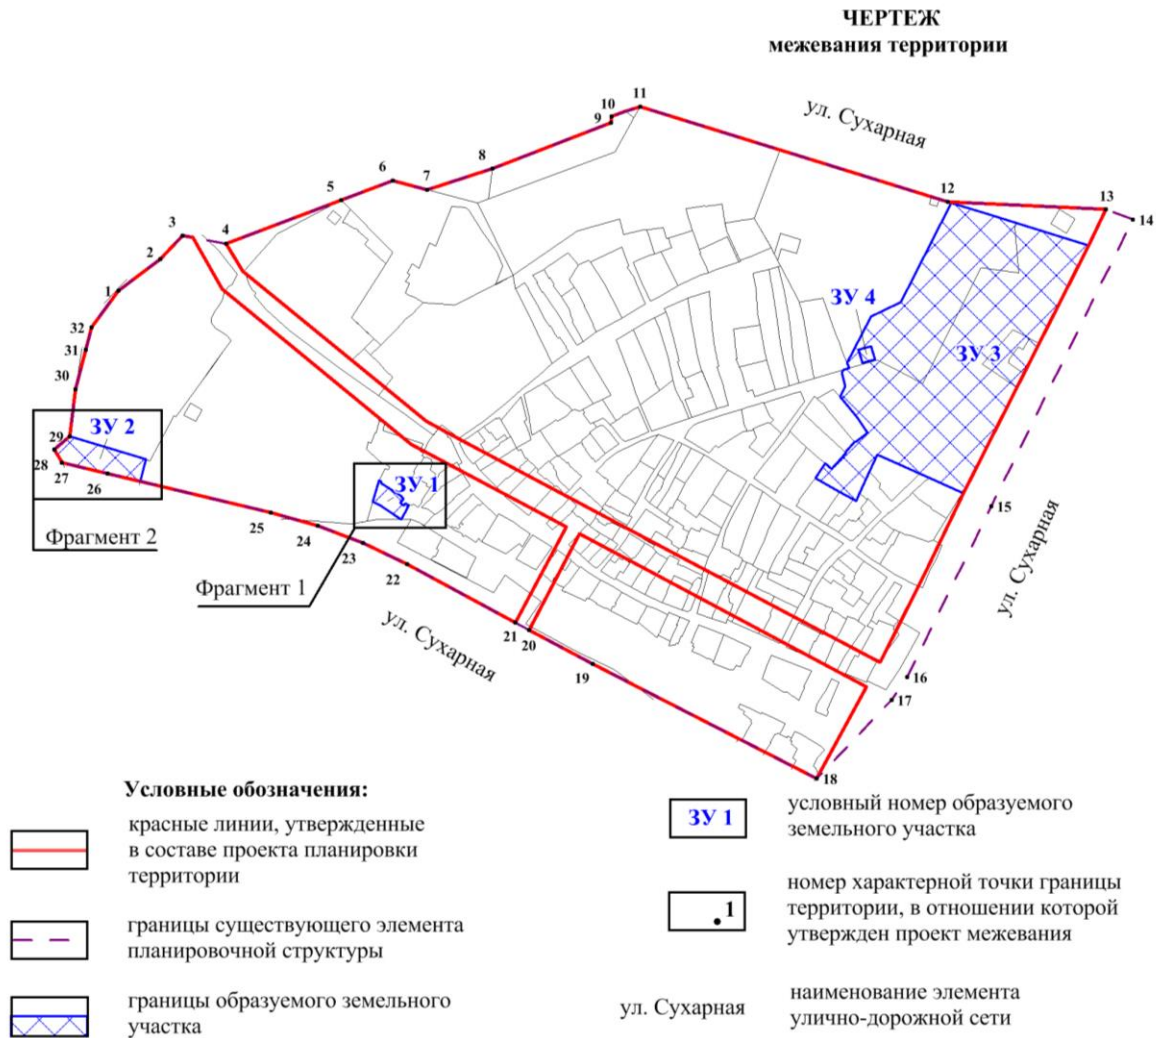 ЧЕРТЕЖ
межевания территории
ул. Сухарная
11
10
9
8
7
6
5
4
3
2
1
32
31
30
29
28
27
26
25
24
23
22
21
20
19
18
17
16
15
14
13
12
ЗУ 4
ЗУ 3
ЗУ 2
ЗУ 1
Фрагмент 2
Фрагмент 1
ул. Сухарная
ул. Сухарная
Условные обозначения:
красные линии, утвержденные
в составе проекта планировки
территории
границы существующего элемента
планировочной структуры
границы образуемого земельного
участка
ЗУ 1
условный номер образуемого
земельного участка
1
номер характерной точки границы
территории, в отношении которой
утвержден проект межевания
ул. Сухарная
наименование элемента
улично-дорожной сети